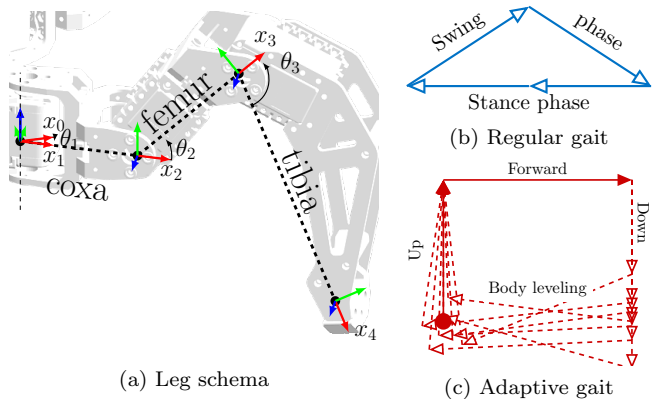 x₀
θ₁
x₁
coxa
femur
θ₂
x₂
x₃
θ₃
tibia
x₄
(a) Leg schema
Swing
phase
Stance phase
(b) Regular gait
Forward
Up
Down
Body leveling
(c) Adaptive gait